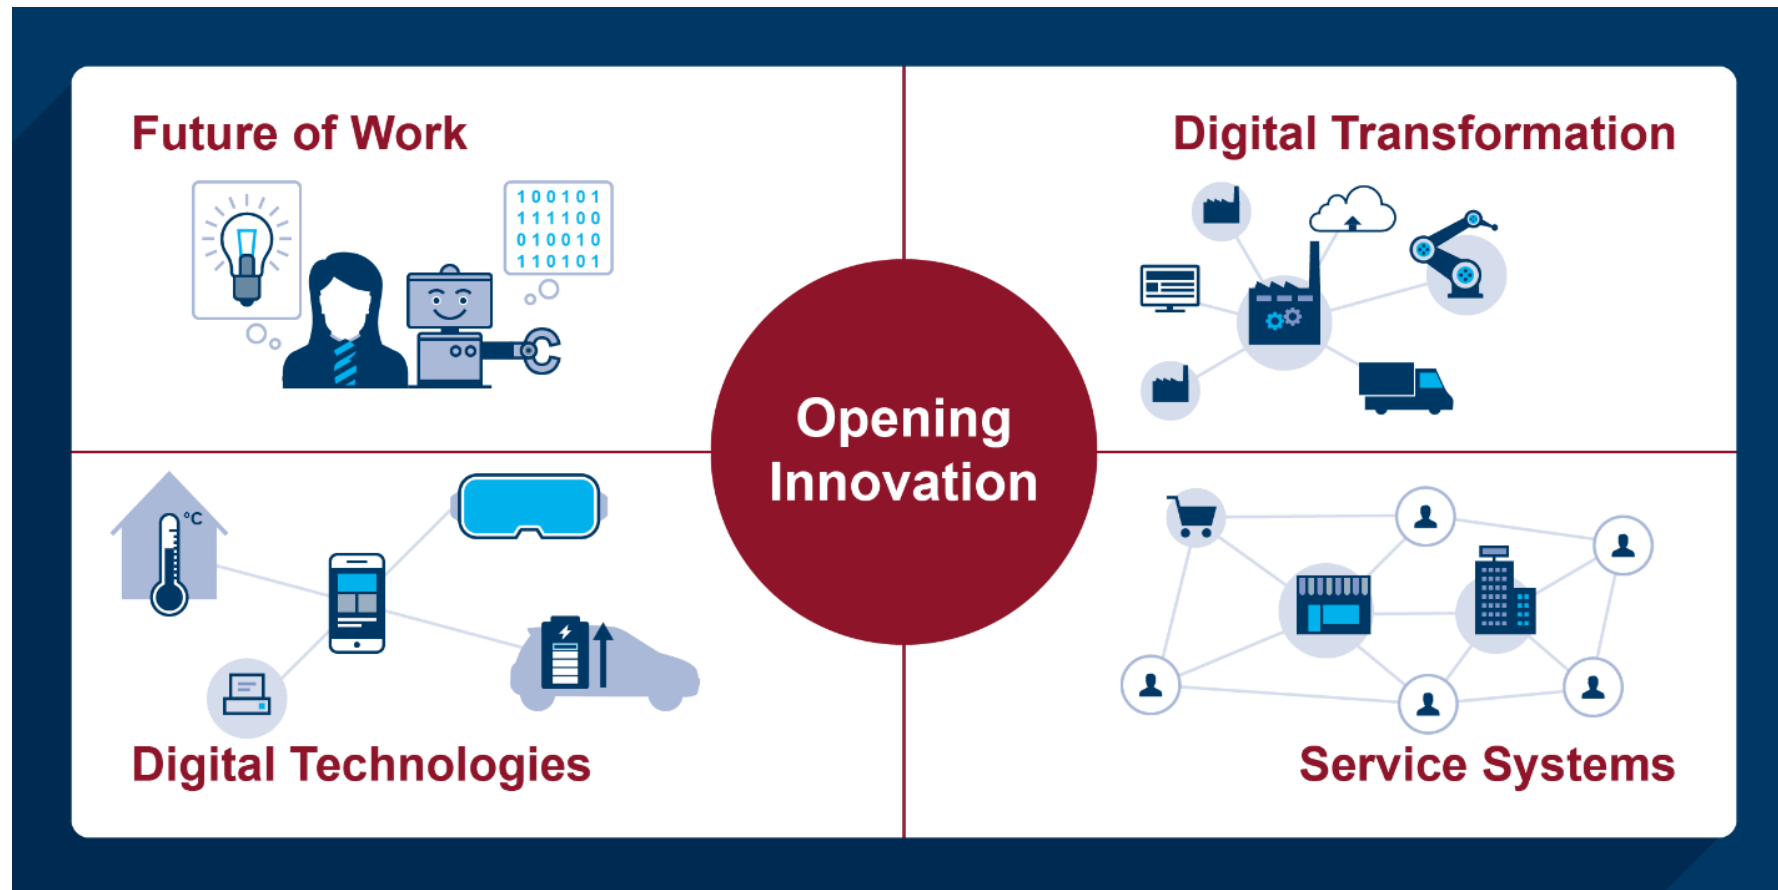 Future of Work
100101
111100
010010
110101
Digital Transformation
Opening
Innovation
°C
Digital Technologies
Service Systems